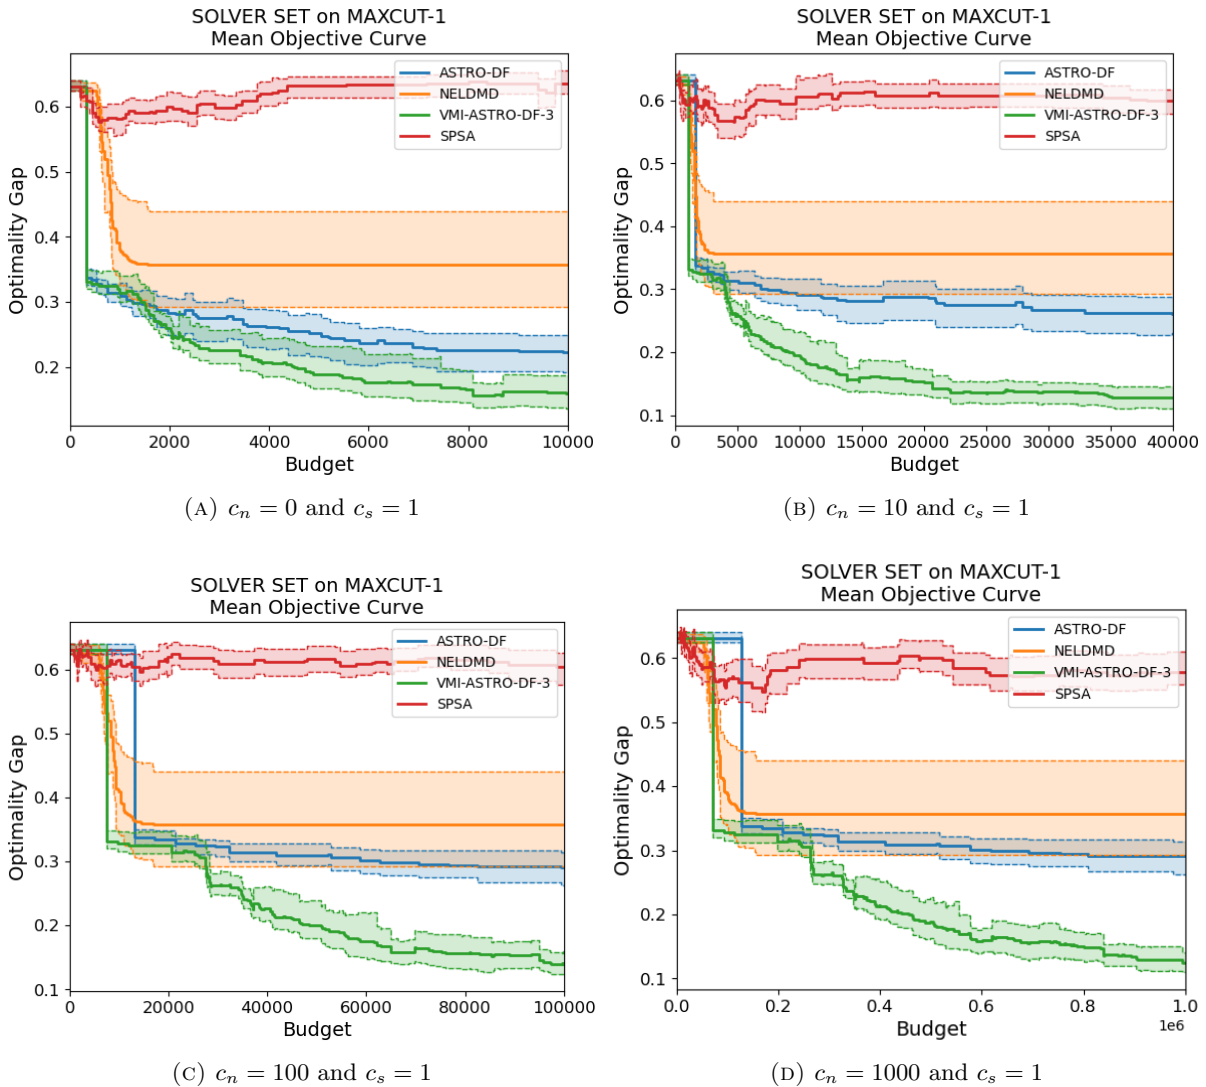 SOLVER SET on MAXCUT-1
Mean Objective Curve
Optimality Gap
0.6
0.5
0.4
0.3
0.2
ASTRO-DF
NELDMD
VMI-ASTRO-DF-3
SPSA
0 2000 4000 6000 8000 10000
Budget
(A) cn = 0 and cs = 1
SOLVER SET on MAXCUT-1
Mean Objective Curve
Optimality Gap
0.6
0.5
0.4
0.3
0.2
0.1
ASTRO-DF
NELDMD
VMI-ASTRO-DF-3
SPSA
0 5000 10000 15000 20000 25000 30000 35000 40000
Budget
(B) cn = 10 and cs = 1
SOLVER SET on MAXCUT-1
Mean Objective Curve
Optimality Gap
0.6
0.5
0.4
0.3
0.2
0.1
ASTRO-DF
NELDMD
VMI-ASTRO-DF-3
SPSA
0 20000 40000 60000 80000 100000
Budget
(C) cn = 100 and cs = 1
SOLVER SET on MAXCUT-1
Mean Objective Curve
Optimality Gap
0.6
0.5
0.4
0.3
0.2
0.1
ASTRO-DF
NELDMD
VMI-ASTRO-DF-3
SPSA
0.0 0.2 0.4 0.6 0.8 1.0
1e6
Budget
(D) cn = 1000 and cs = 1